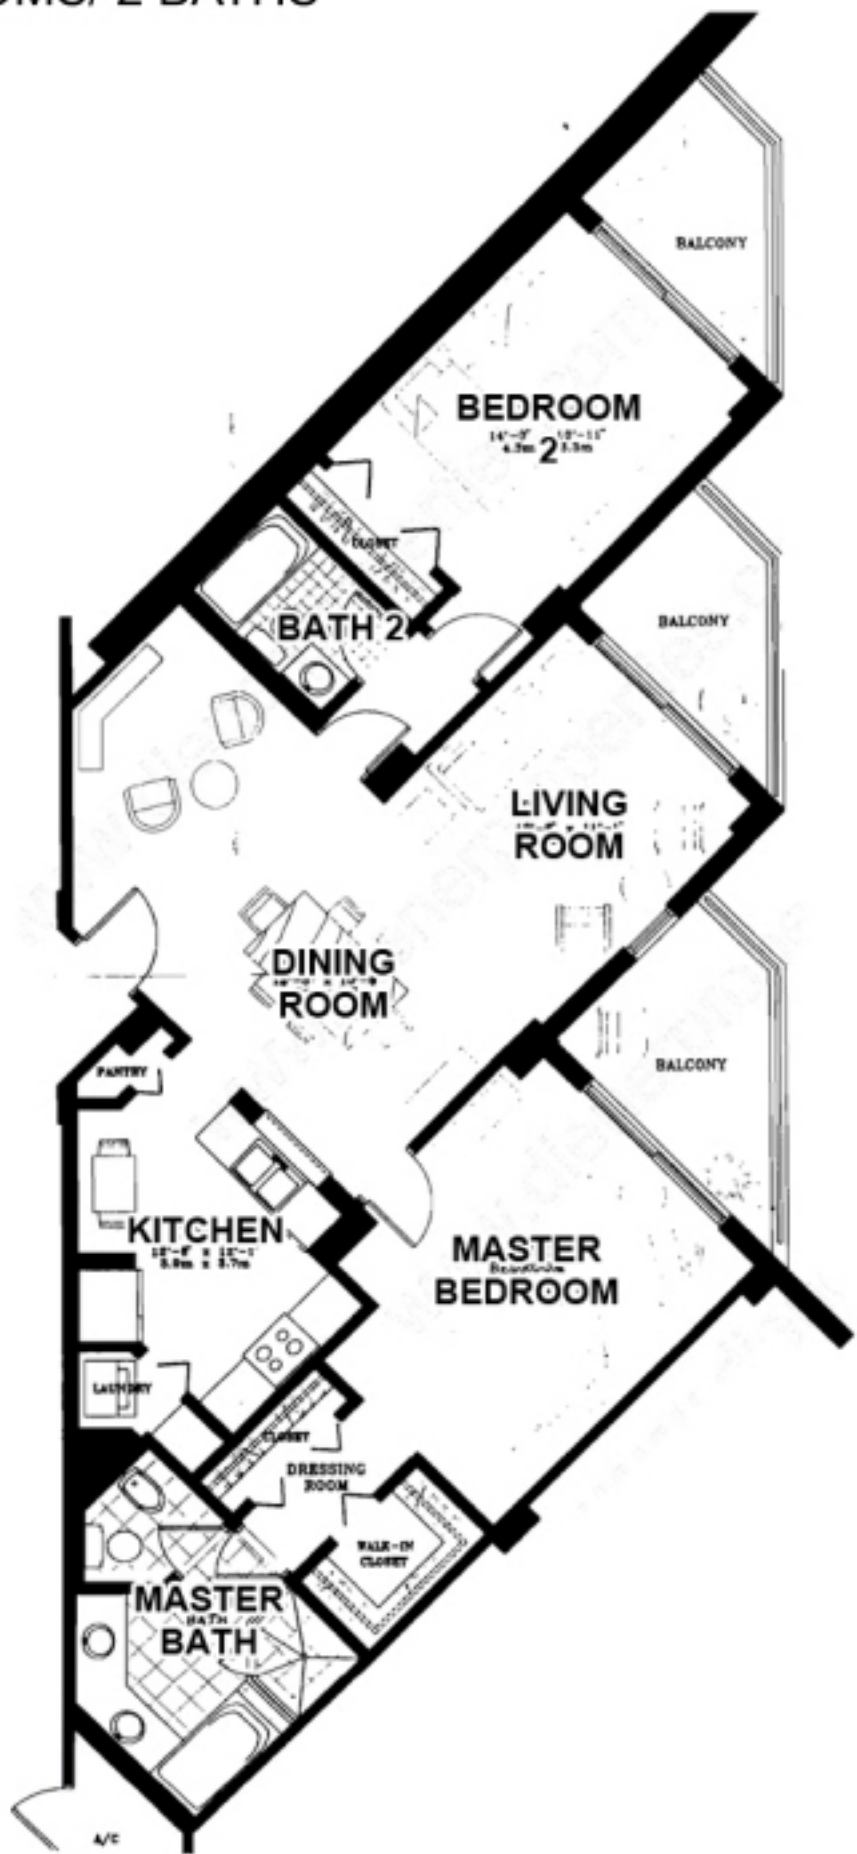 2 BATHS
BALCONY
BEDROOM
2
CLOSET
BATH 2
BALCONY
LIVING
ROOM
DINING
ROOM
PANTRY
BALCONY
KITCHEN
MASTER
BEDROOM
LAUNDRY
CLOSET
DRESSING
ROOM
WALK-IN
CLOSET
MASTER
BATH
BATH
A/C